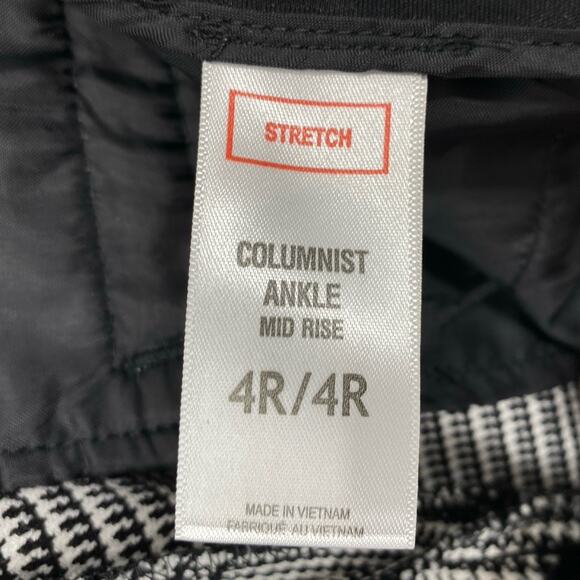 STRETCH
COLUMNIST
ANKLE
MID RISE
4R/4R
MADE IN VIETNAM
FABRIQUÉ AU VIETNAM